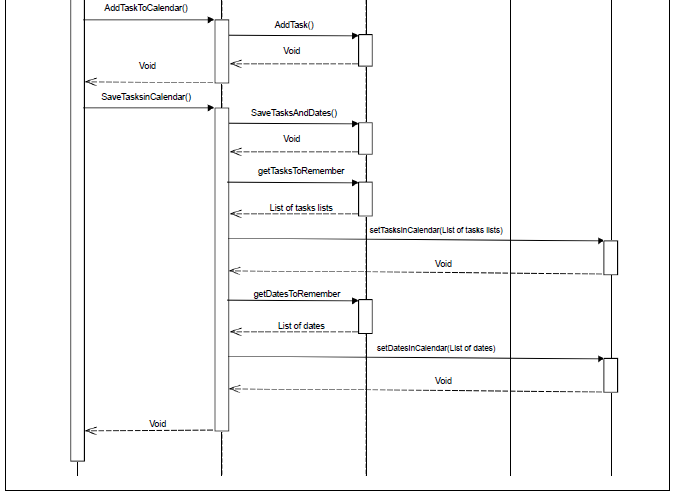 AddTaskToCalendar()
AddTask()
Void
Void
SaveTasksinCalendar()
SaveTasksAndDates()
Void
getTasksToRemember
List of tasks lists
setTasksInCalendar(List of tasks lists)
Void
getDatesToRemember
List of dates
setDatesInCalendar(List of dates)
Void
Void